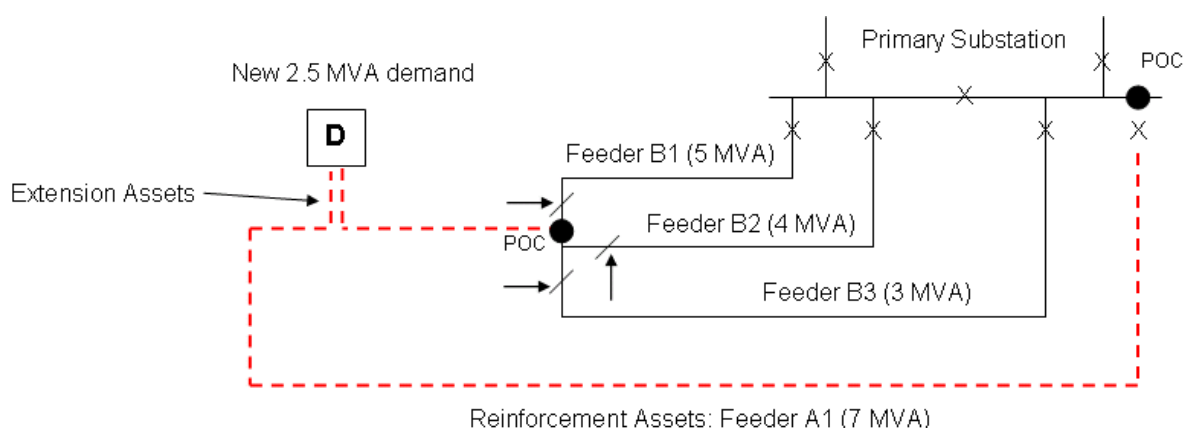 Primary Substation
POC
New 2.5 MVA demand
D
Feeder B1 (5 MVA)
Extension Assets
Feeder B2 (4 MVA)
POC
Feeder B3 (3 MVA)
Reinforcement Assets: Feeder A1 (7 MVA)